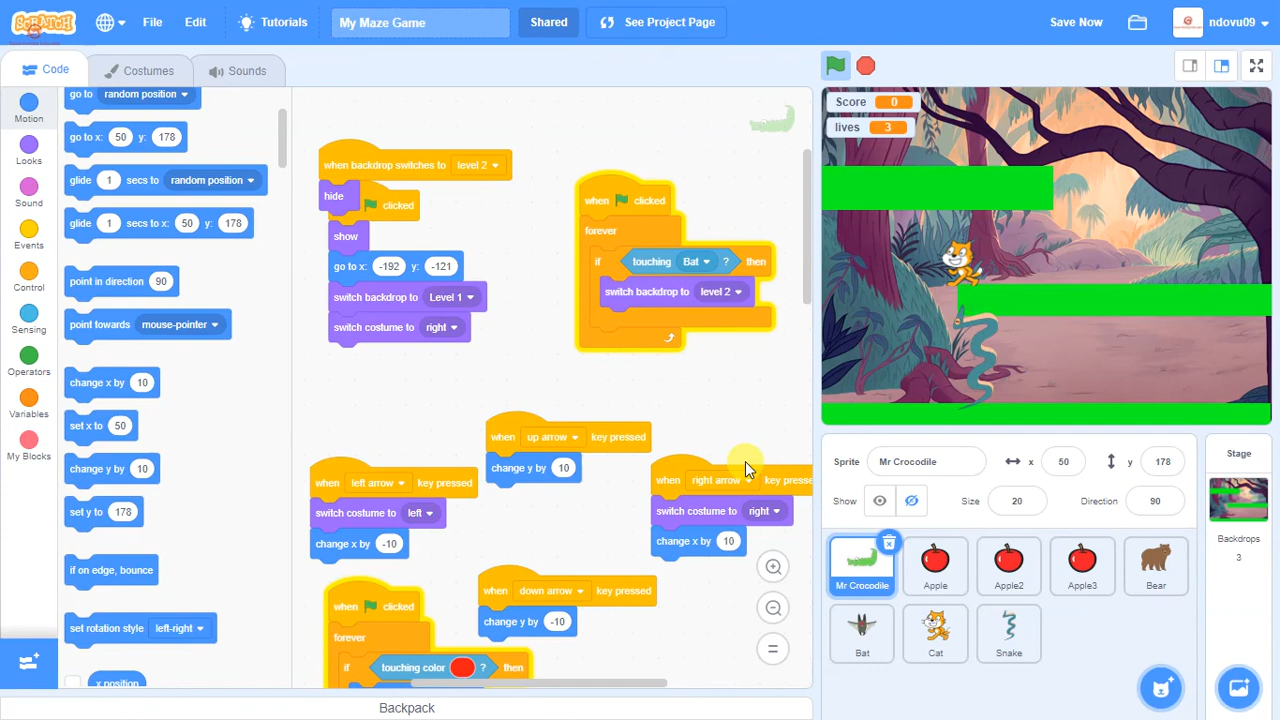 SCRATCH File Edit Tutorials My Maze Game Shared See Project Page Save Now ndovu09
Code Costumes Sounds
Motion
Looks
Sound
Events
Control
Sensing
Operators
Variables
My Blocks
go to random position
go to x: 50 y: 178
glide 1 secs to random position
glide 1 secs to x: 50 y: 178
point in direction 90
point towards mouse-pointer
change x by 10
set x to 50
change y by 10
set y to 178
if on edge, bounce
set rotation style left-right
x position
when backdrop switches to level 2
hide
clicked
show
go to x: -192 y: -121
switch backdrop to Level 1
switch costume to right
when clicked
forever
if touching Bat ? then
switch backdrop to level 2
when up arrow key pressed
change y by 10
when left arrow key pressed
switch costume to left
change x by -10
when right arrow key presse
switch costume to right
change x by 10
when down arrow key pressed
change y by -10
when clicked
forever
if touching color ? then
Backpack
Score 0
lives 3
Sprite Mr Crocodile x 50 y 178
Show Size 20 Direction 90
Mr Crocodile Apple Apple2 Apple3 Bear
Bat Cat Snake
Stage
Backdrops
3